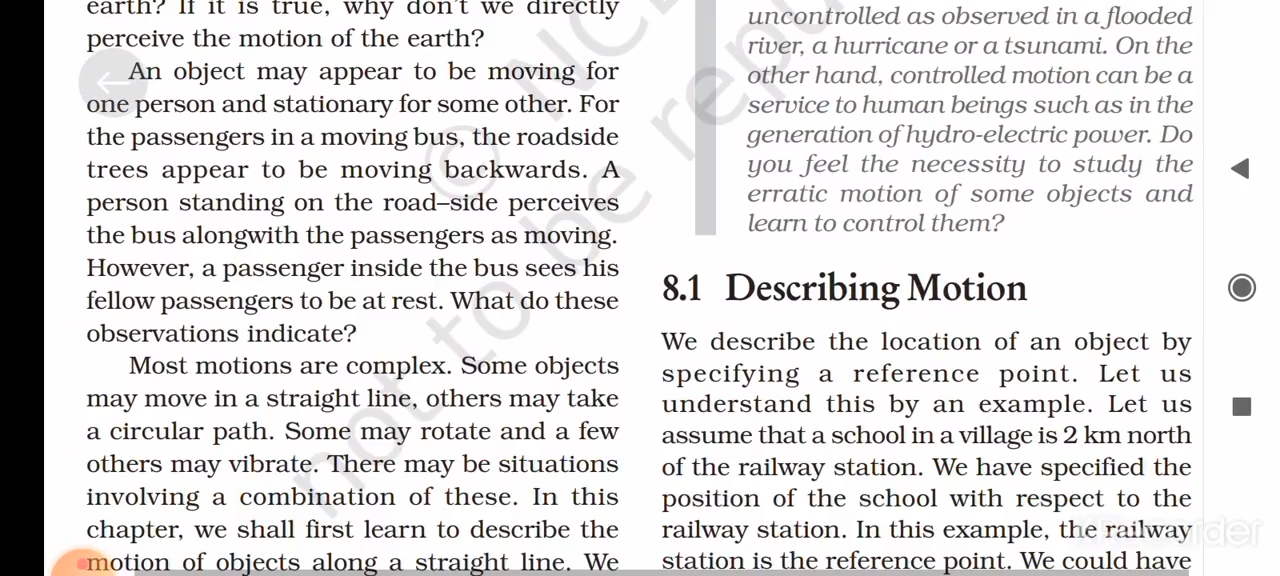 earth? If it is true, why don't we directly
perceive the motion of the earth?
An object may appear to be moving for
one person and stationary for some other. For
the passengers in a moving bus, the roadside
trees appear to be moving backwards. A
person standing on the road–side perceives
the bus alongwith the passengers as moving.
However, a passenger inside the bus sees his
fellow passengers to be at rest. What do these
observations indicate?
Most motions are complex. Some objects
may move in a straight line, others may take
a circular path. Some may rotate and a few
others may vibrate. There may be situations
involving a combination of these. In this
chapter, we shall first learn to describe the
motion of objects along a straight line. We
uncontrolled as observed in a flooded
river, a hurricane or a tsunami. On the
other hand, controlled motion can be a
service to human beings such as in the
generation of hydro-electric power. Do
you feel the necessity to study the
erratic motion of some objects and
learn to control them?
8.1 Describing Motion
We describe the location of an object by
specifying a reference point. Let us
understand this by an example. Let us
assume that a school in a village is 2 km north
of the railway station. We have specified the
position of the school with respect to the
railway station. In this example, the railway
station is the reference point. We could have
© NC
not to be repu